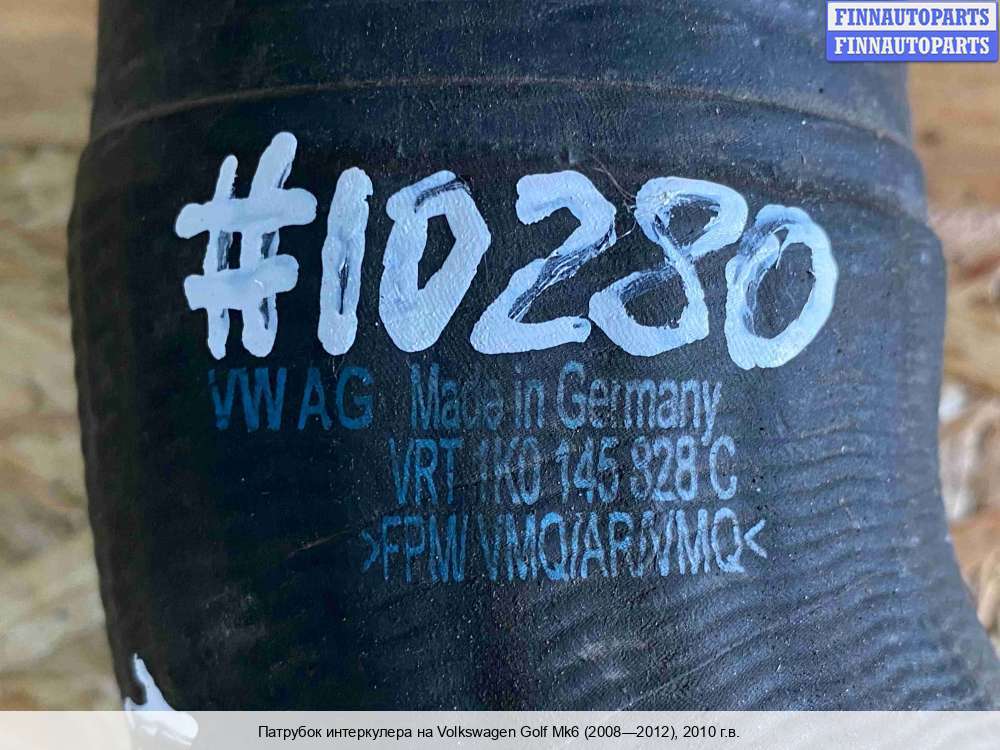 FINNAUTOPARTS
FINNAUTOPARTS
#10280
VW AG Made in Germany
VRT 1K0 145 828 C
>FPM/ VMQ/AR/VMQ<
Патрубок интеркулера на Volkswagen Golf Mk6 (2008—2012), 2010 г.в.